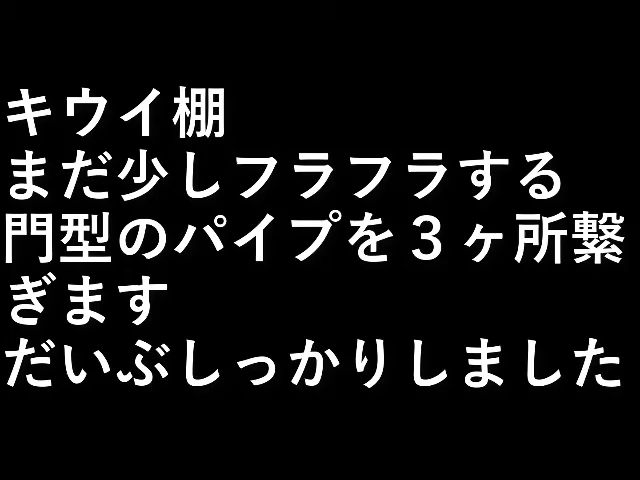 キウイ棚
まだ少しフラフラする
門型のパイプを３ヶ所繋
ぎます
だいぶしっかりしました